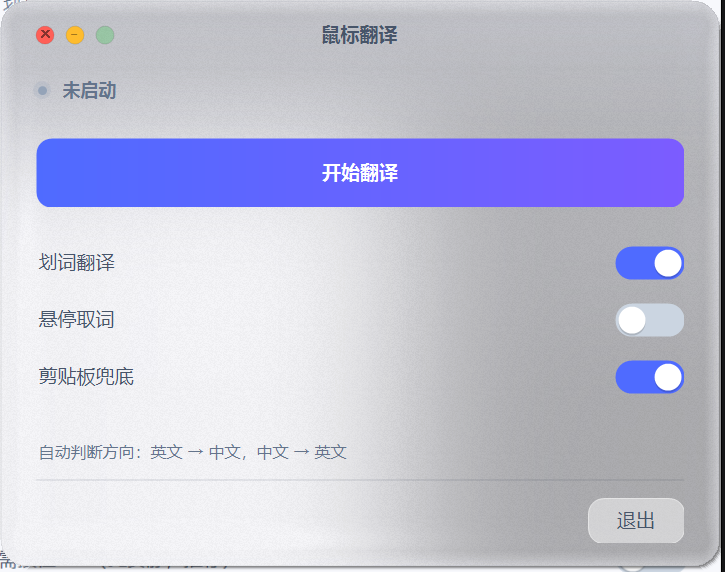 鼠标翻译
未启动
开始翻译
划词翻译
悬停取词
剪贴板兜底
自动判断方向：英文 → 中文，中文 → 英文
退出